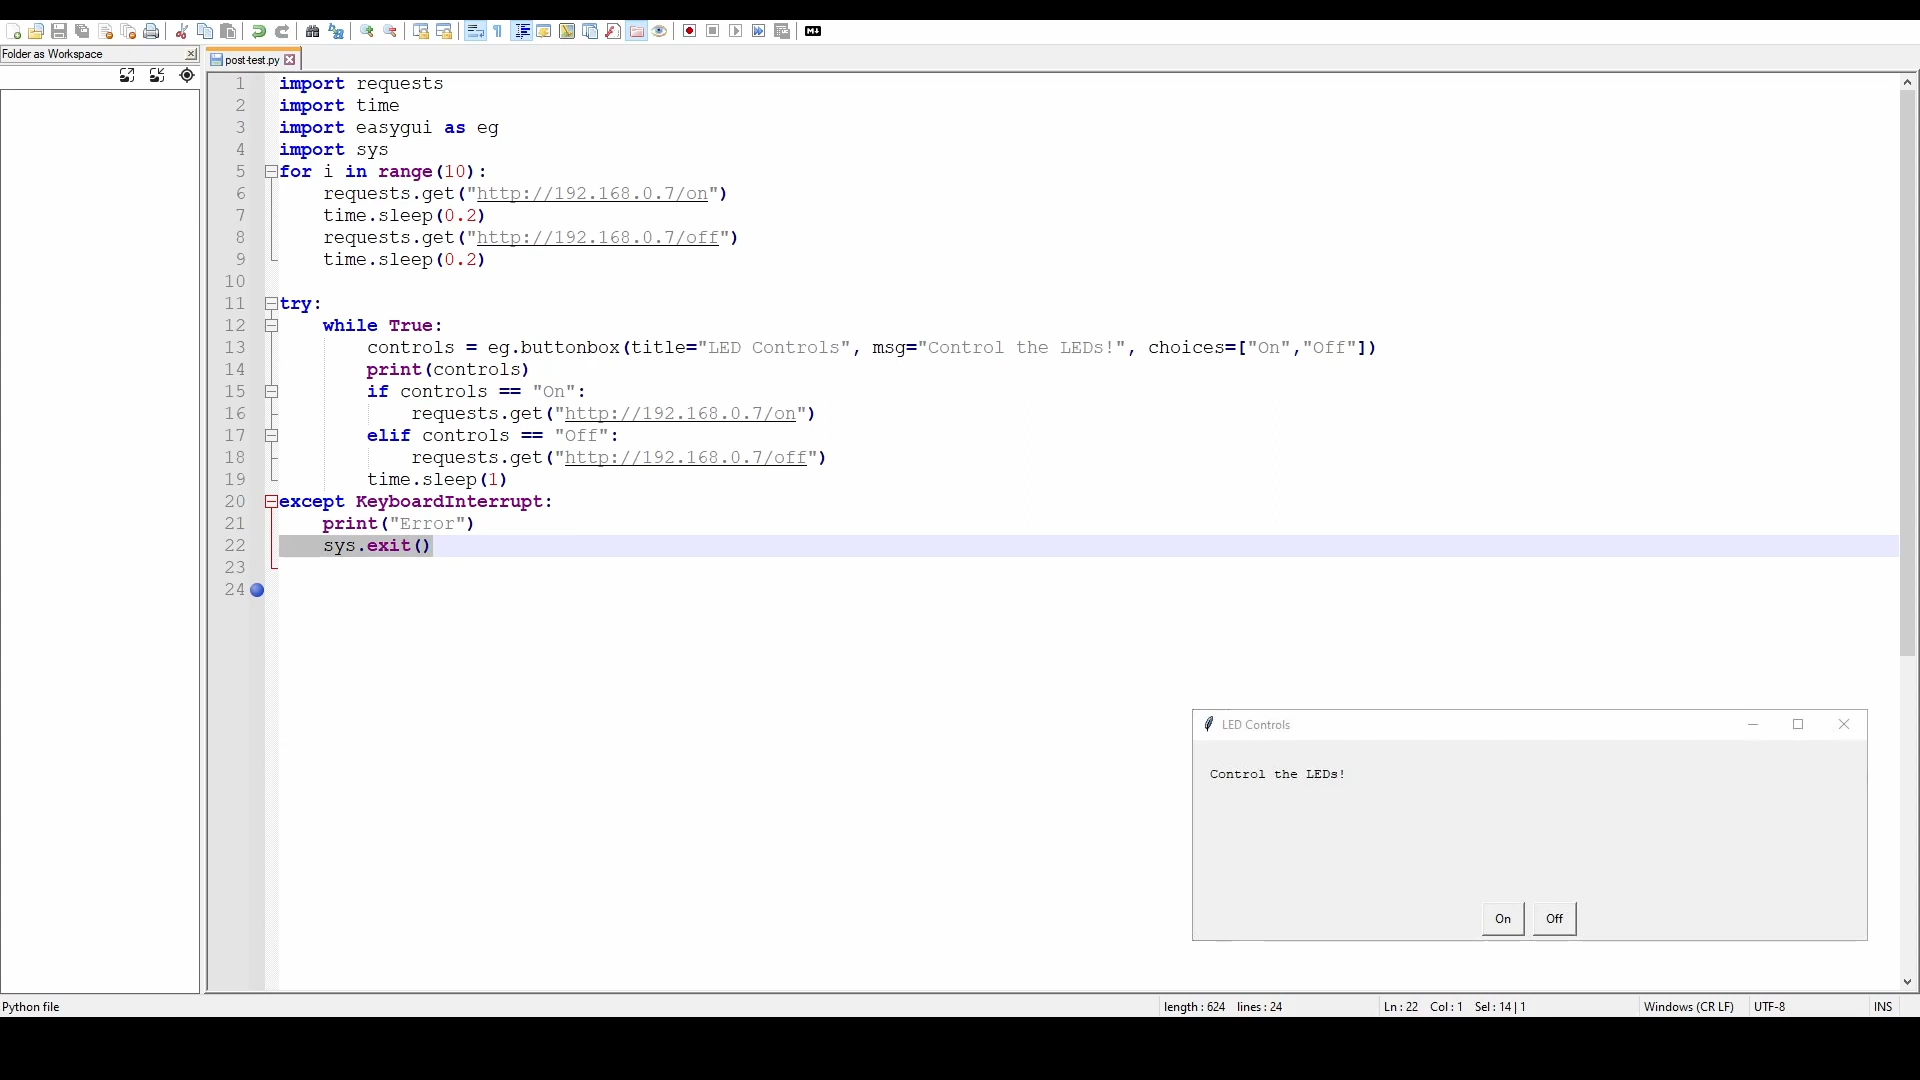 Folder as Workspace
post-test.py
1 import requests
2 import time
3 import easygui as eg
4 import sys
5 for i in range(10):
6     requests.get("http://192.168.0.7/on")
7     time.sleep(0.2)
8     requests.get("http://192.168.0.7/off")
9     time.sleep(0.2)
10
11 try:
12     while True:
13         controls = eg.buttonbox(title="LED Controls", msg="Control the LEDs!", choices=["On","Off"])
14         print(controls)
15         if controls == "On":
16             requests.get("http://192.168.0.7/on")
17         elif controls == "Off":
18             requests.get("http://192.168.0.7/off")
19         time.sleep(1)
20 except KeyboardInterrupt:
21     print("Error")
22     sys.exit()
23
24
LED Controls
Control the LEDs!
On Off
Python file length : 624 lines : 24 Ln : 22 Col : 1 Sel : 14 | 1 Windows (CR LF) UTF-8 INS